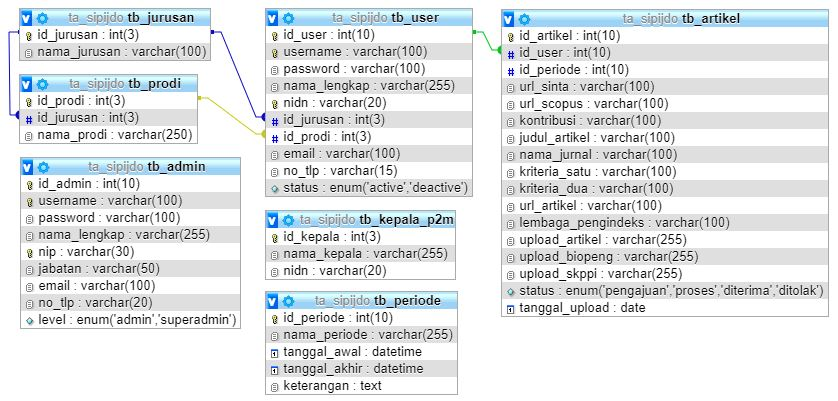 ta_sipijdo tb_jurusan
id_jurusan : int(3)
nama_jurusan : varchar(100)
ta_sipijdo tb_prodi
id_prodi : int(3)
id_jurusan : int(3)
nama_prodi : varchar(250)
ta_sipijdo tb_admin
id_admin : int(10)
username : varchar(100)
password : varchar(100)
nama_lengkap : varchar(255)
nip : varchar(30)
jabatan : varchar(50)
email : varchar(100)
no_tlp : varchar(20)
level : enum('admin','superadmin')
ta_sipijdo tb_user
id_user : int(10)
username : varchar(100)
password : varchar(100)
nama_lengkap : varchar(255)
nidn : varchar(20)
id_jurusan : int(3)
id_prodi : int(3)
email : varchar(100)
no_tlp : varchar(15)
status : enum('active','deactive')
ta_sipijdo tb_kepala_p2m
id_kepala : int(3)
nama_kepala : varchar(255)
nidn : varchar(20)
ta_sipijdo tb_periode
id_periode : int(10)
nama_periode : varchar(255)
tanggal_awal : datetime
tanggal_akhir : datetime
keterangan : text
ta_sipijdo tb_artikel
id_artikel : int(10)
id_user : int(10)
id_periode : int(10)
url_sinta : varchar(100)
url_scopus : varchar(100)
kontribusi : varchar(100)
judul_artikel : varchar(100)
nama_jurnal : varchar(100)
kriteria_satu : varchar(100)
kriteria_dua : varchar(100)
url_artikel : varchar(100)
lembaga_pengindeks : varchar(100)
upload_artikel : varchar(255)
upload_biopeng : varchar(255)
upload_skppi : varchar(255)
status : enum('pengajuan','proses','diterima','ditolak')
tanggal_upload : date